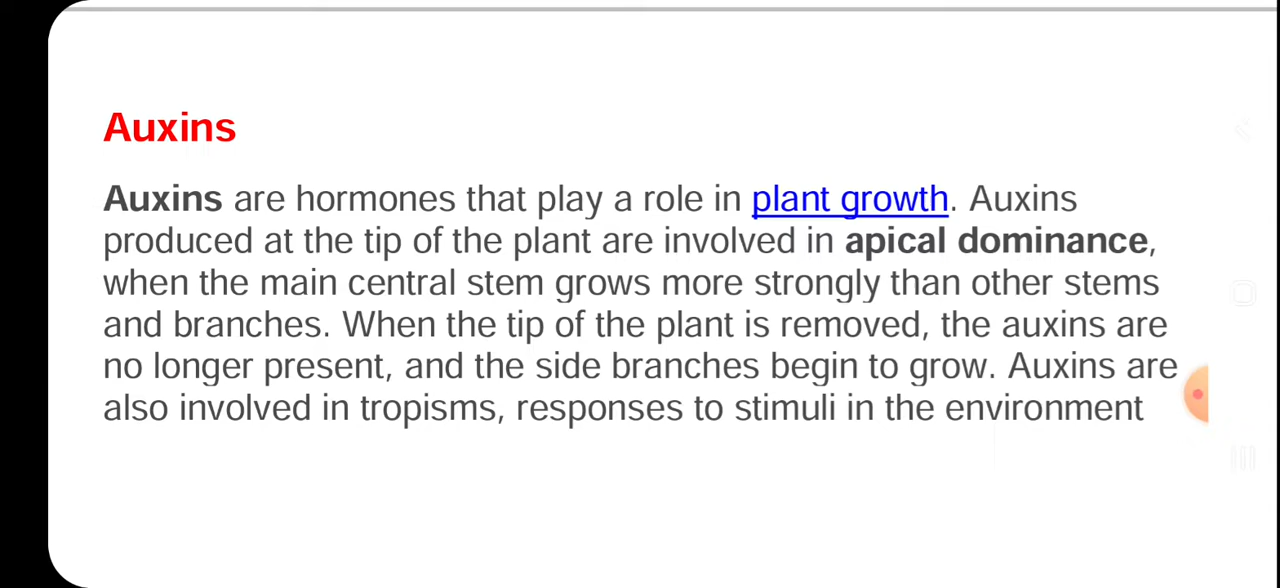 Auxins
Auxins are hormones that play a role in plant growth. Auxins
produced at the tip of the plant are involved in apical dominance,
when the main central stem grows more strongly than other stems
and branches. When the tip of the plant is removed, the auxins are
no longer present, and the side branches begin to grow. Auxins are
also involved in tropisms, responses to stimuli in the environment